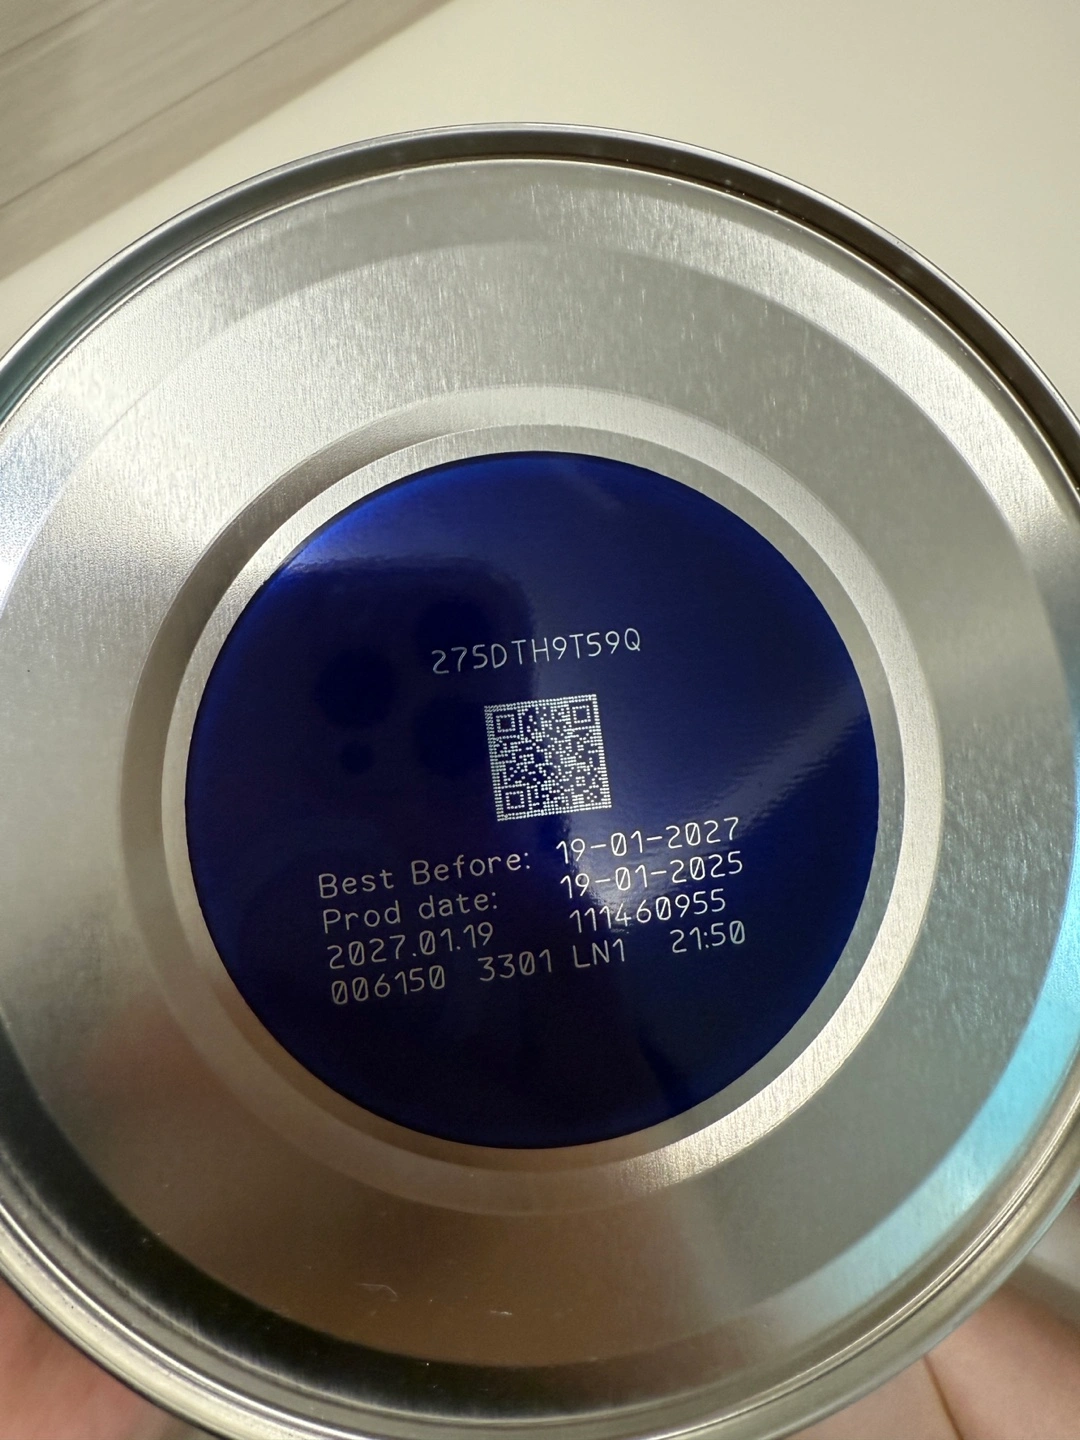 275DTH9T59Q
Best Before: 19-01-2027
Prod date: 19-01-2025
2027.01.19 111460955
006150 3301 LN1 21:50